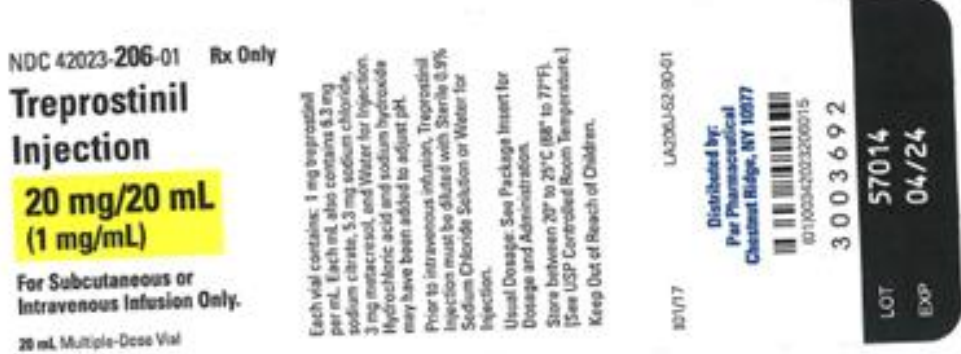 NDC 42023-206-01 Rx Only
Treprostinil
Injection
20 mg/20 mL
(1 mg/mL)
For Subcutaneous or
Intravenous Infusion Only.
20 mL Multiple-Dose Vial
Each vial contains: 1 mg treprostinil
per mL. Each mL also contains 6.3 mg
sodium citrate, 5.3 mg sodium chloride,
3 mg metacresol, and Water for Injection.
Hydrochloric acid and sodium hydroxide
may have been added to adjust pH.
Prior to intravenous infusion, Treprostinil
Injection must be diluted with Sterile 0.9%
Sodium Chloride Solution or Water for
Injection.
Usual Dosage: See Package Insert for
Dosage and Administration.
Store between 20° to 25°C (68° to 77°F).
[See USP Controlled Room Temperature.]
Keep Out of Reach of Children.
Distributed by:
Par Pharmaceutical
Chestnut Ridge, NY 10977
3003692
LOT 57014
EXP 04/24